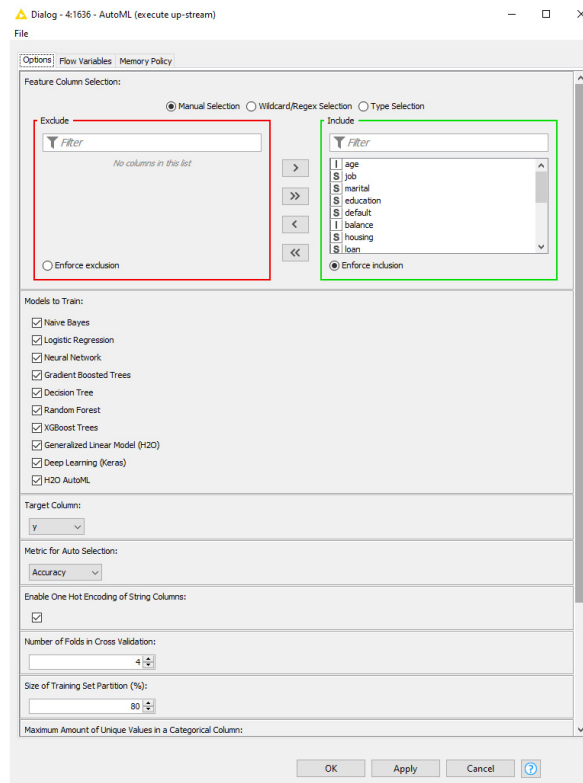 Dialog - 4:1636 - AutoML (execute up-stream)
File
Options Flow Variables Memory Policy
Feature Column Selection:
Manual Selection Wildcard/Regex Selection Type Selection
Exclude
Filter
No columns in this list
Enforce exclusion
>
>>
<
<<
Include
Filter
I age
S job
S marital
S education
S default
I balance
S housing
S loan
Enforce inclusion
Models to Train:
Naive Bayes
Logistic Regression
Neural Network
Gradient Boosted Trees
Decision Tree
Random Forest
XGBoost Trees
Generalized Linear Model (H2O)
Deep Learning (Keras)
H2O AutoML
Target Column:
y
Metric for Auto Selection:
Accuracy
Enable One Hot Encoding of String Columns:
Number of Folds in Cross Validation:
4
Size of Training Set Partition (%):
80
Maximum Amount of Unique Values in a Categorical Column:
OK Apply Cancel ?